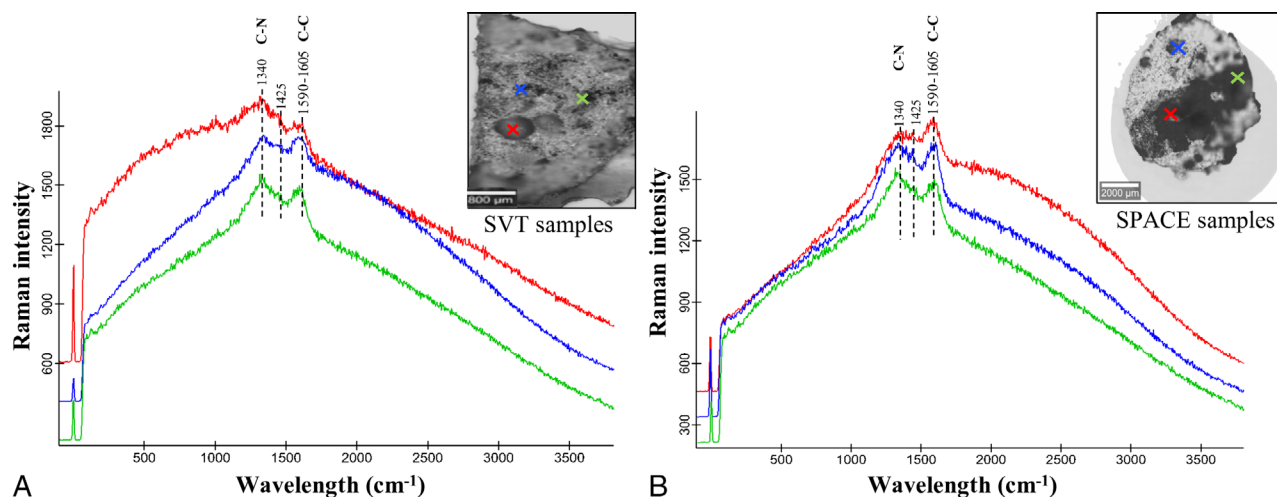 C-N
C-C
1340
1425
1590-1605
1800
1500
1200
900
600
Raman intensity
500
1000
1500
2000
2500
3000
3500
Wavelength (cm-1)
800 µm
SVT samples
A
C-N
C-C
1340
1425
1590-1605
1500
1200
900
600
300
Raman intensity
500
1000
1500
2000
2500
3000
3500
Wavelength (cm-1)
2000 µm
SPACE samples
B